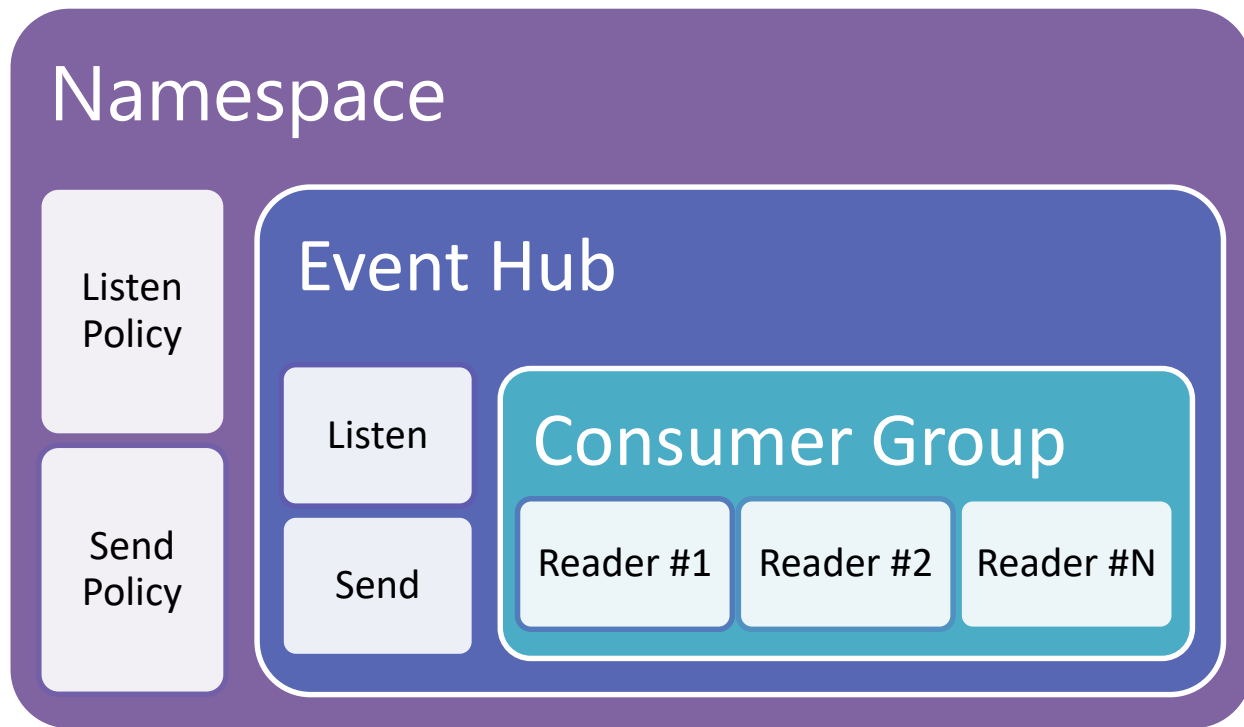 Namespace
Listen
Policy
Send
Policy
Event Hub
Listen
Send
Consumer Group
Reader #1
Reader #2
Reader #N